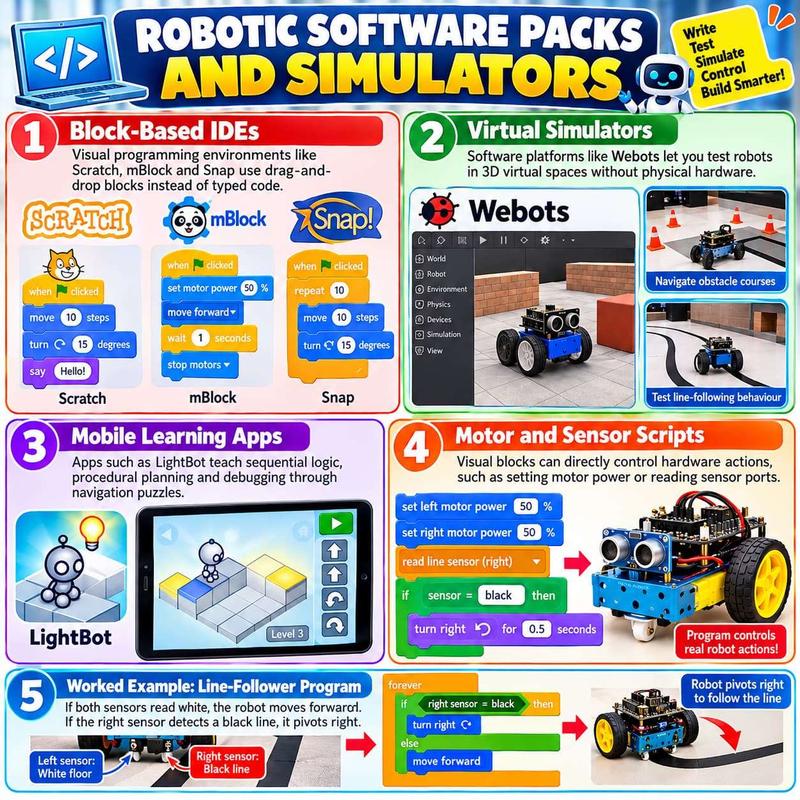 </>
ROBOTIC SOFTWARE PACKS
AND SIMULATORS
Write
Test
Simulate
Control
Build Smarter!
1 Block-Based IDEs
Visual programming environments like
Scratch, mBlock and Snap use drag-and-
drop blocks instead of typed code.
SCRATCH
mBlock
Snap!
when clicked
move 10 steps
turn 15 degrees
say Hello!
Scratch
when clicked
set motor power 50 %
move forward
wait 1 seconds
stop motors
mBlock
when clicked
repeat 10
move 10 steps
turn 15 degrees
Snap
2 Virtual Simulators
Software platforms like Webots let you test robots
in 3D virtual spaces without physical hardware.
Webots
World
Robot
Environment
Physics
Devices
Simulation
View
Navigate obstacle courses
Test line-following behaviour
3 Mobile Learning Apps
Apps such as LightBot teach sequential logic,
procedural planning and debugging through
navigation puzzles.
LightBot
Level 3
4 Motor and Sensor Scripts
Visual blocks can directly control hardware actions,
such as setting motor power or reading sensor ports.
set left motor power 50 %
set right motor power 50 %
read line sensor (right)
if sensor = black then
turn right for 0.5 seconds
Program controls
real robot actions!
5 Worked Example: Line-Follower Program
If both sensors read white, the robot moves forward.
If the right sensor detects a black line, it pivots right.
Left sensor:
White floor
Right sensor:
Black line
forever
if right sensor = black then
turn right
else
move forward
Robot pivots right
to follow the line